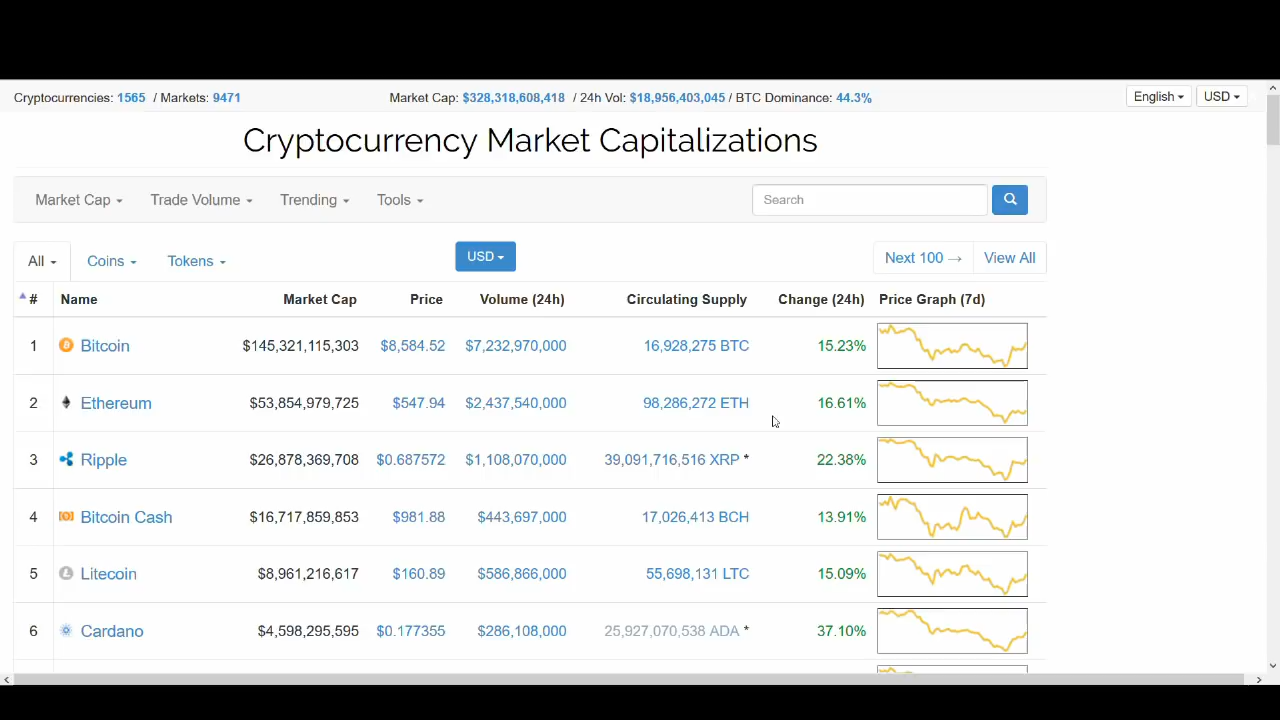 Cryptocurrencies: 1565 / Markets: 9471 Market Cap: $328,318,608,418 / 24h Vol: $18,956,403,045 / BTC Dominance: 44.3% English USD
Cryptocurrency Market Capitalizations
Market Cap Trade Volume Trending Tools Search
All Coins Tokens USD Next 100 → View All
# Name Market Cap Price Volume (24h) Circulating Supply Change (24h) Price Graph (7d)
1 Bitcoin $145,321,115,303 $8,584.52 $7,232,970,000 16,928,275 BTC 15.23%
2 Ethereum $53,854,979,725 $547.94 $2,437,540,000 98,286,272 ETH 16.61%
3 Ripple $26,878,369,708 $0.687572 $1,108,070,000 39,091,716,516 XRP * 22.38%
4 Bitcoin Cash $16,717,859,853 $981.88 $443,697,000 17,026,413 BCH 13.91%
5 Litecoin $8,961,216,617 $160.89 $586,866,000 55,698,131 LTC 15.09%
6 Cardano $4,598,295,595 $0.177355 $286,108,000 25,927,070,538 ADA * 37.10%